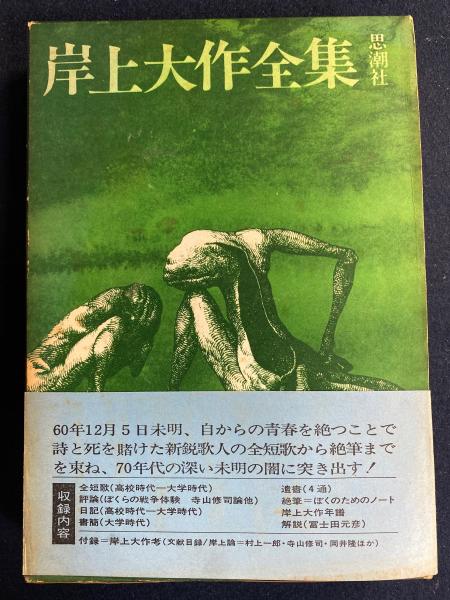 岸上大作全集
思潮社
60年12月5日未明、自からの青春を絶つことで
詩と死を賭けた新鋭歌人の全短歌から絶筆まで
を束ね、70年代の深い未明の闇に突き出す！
収録内容
全短歌(高校時代―大学時代)
評論(ぼくらの戦争体験 寺山修司論他)
日記(高校時代―大学時代)
書簡(大学時代)
遺書(4通)
絶筆＝ぼくのためのノート
岸上大作年譜
解説(冨士田元彦)
付録＝岸上大作考(文献目録/岸上論＝村上一郎・寺山修司・岡井隆ほか)